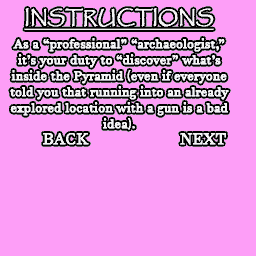 INSTRUCTIONS
As a "professional" "archaeologist,"
it's your duty to "discover" what's
inside the Pyramid (even if everyone
told you that running into an already
explored location with a gun is a bad
idea).
BACK NEXT